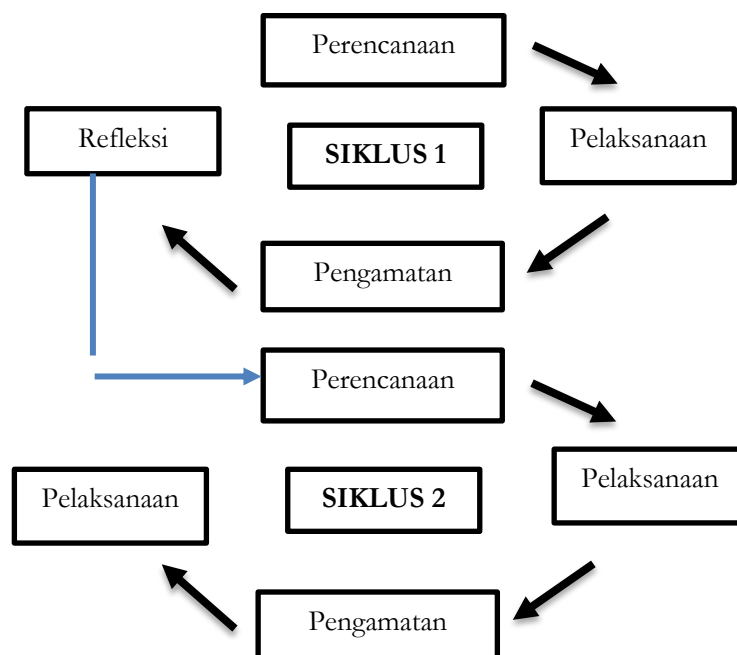 Perencanaan
Refleksi
SIKLUS 1
Pelaksanaan
Pengamatan
Perencanaan
Pelaksanaan
SIKLUS 2
Pelaksanaan
Pengamatan